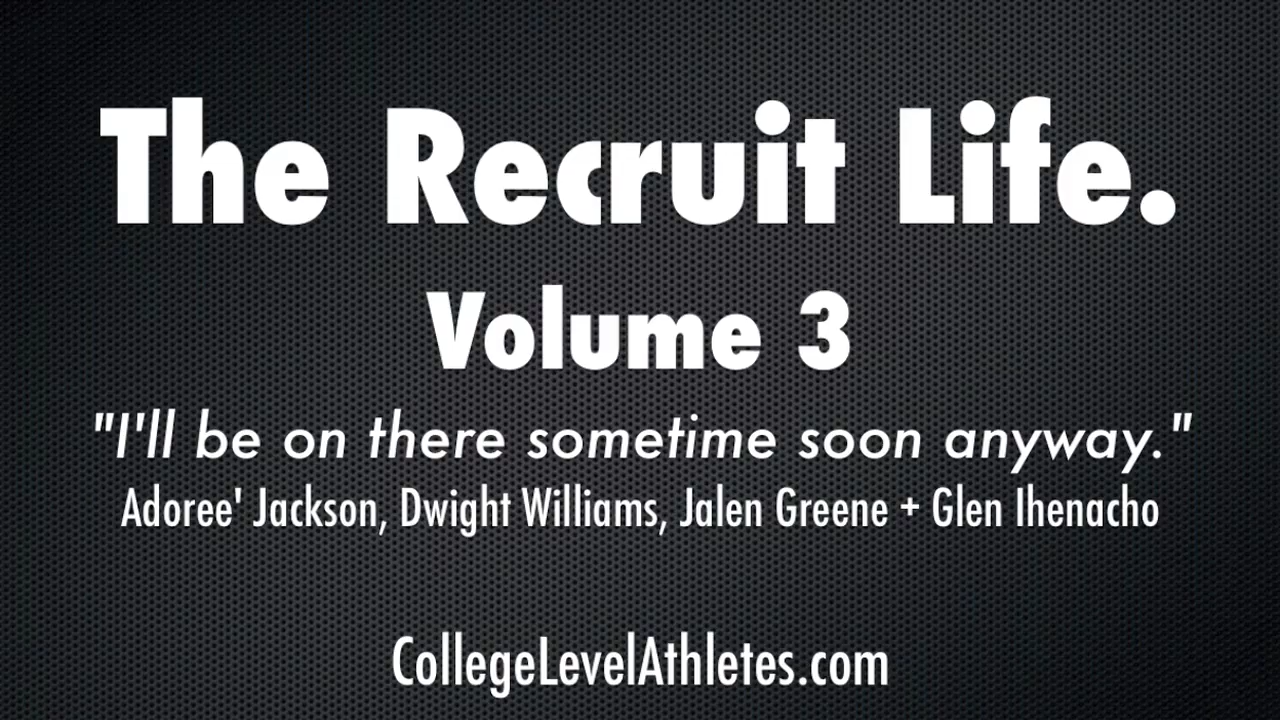 The Recruit Life.
Volume 3
"I'll be on there sometime soon anyway."
Adoree' Jackson, Dwight Williams, Jalen Greene + Glen Ihenacho
CollegeLevelAthletes.com